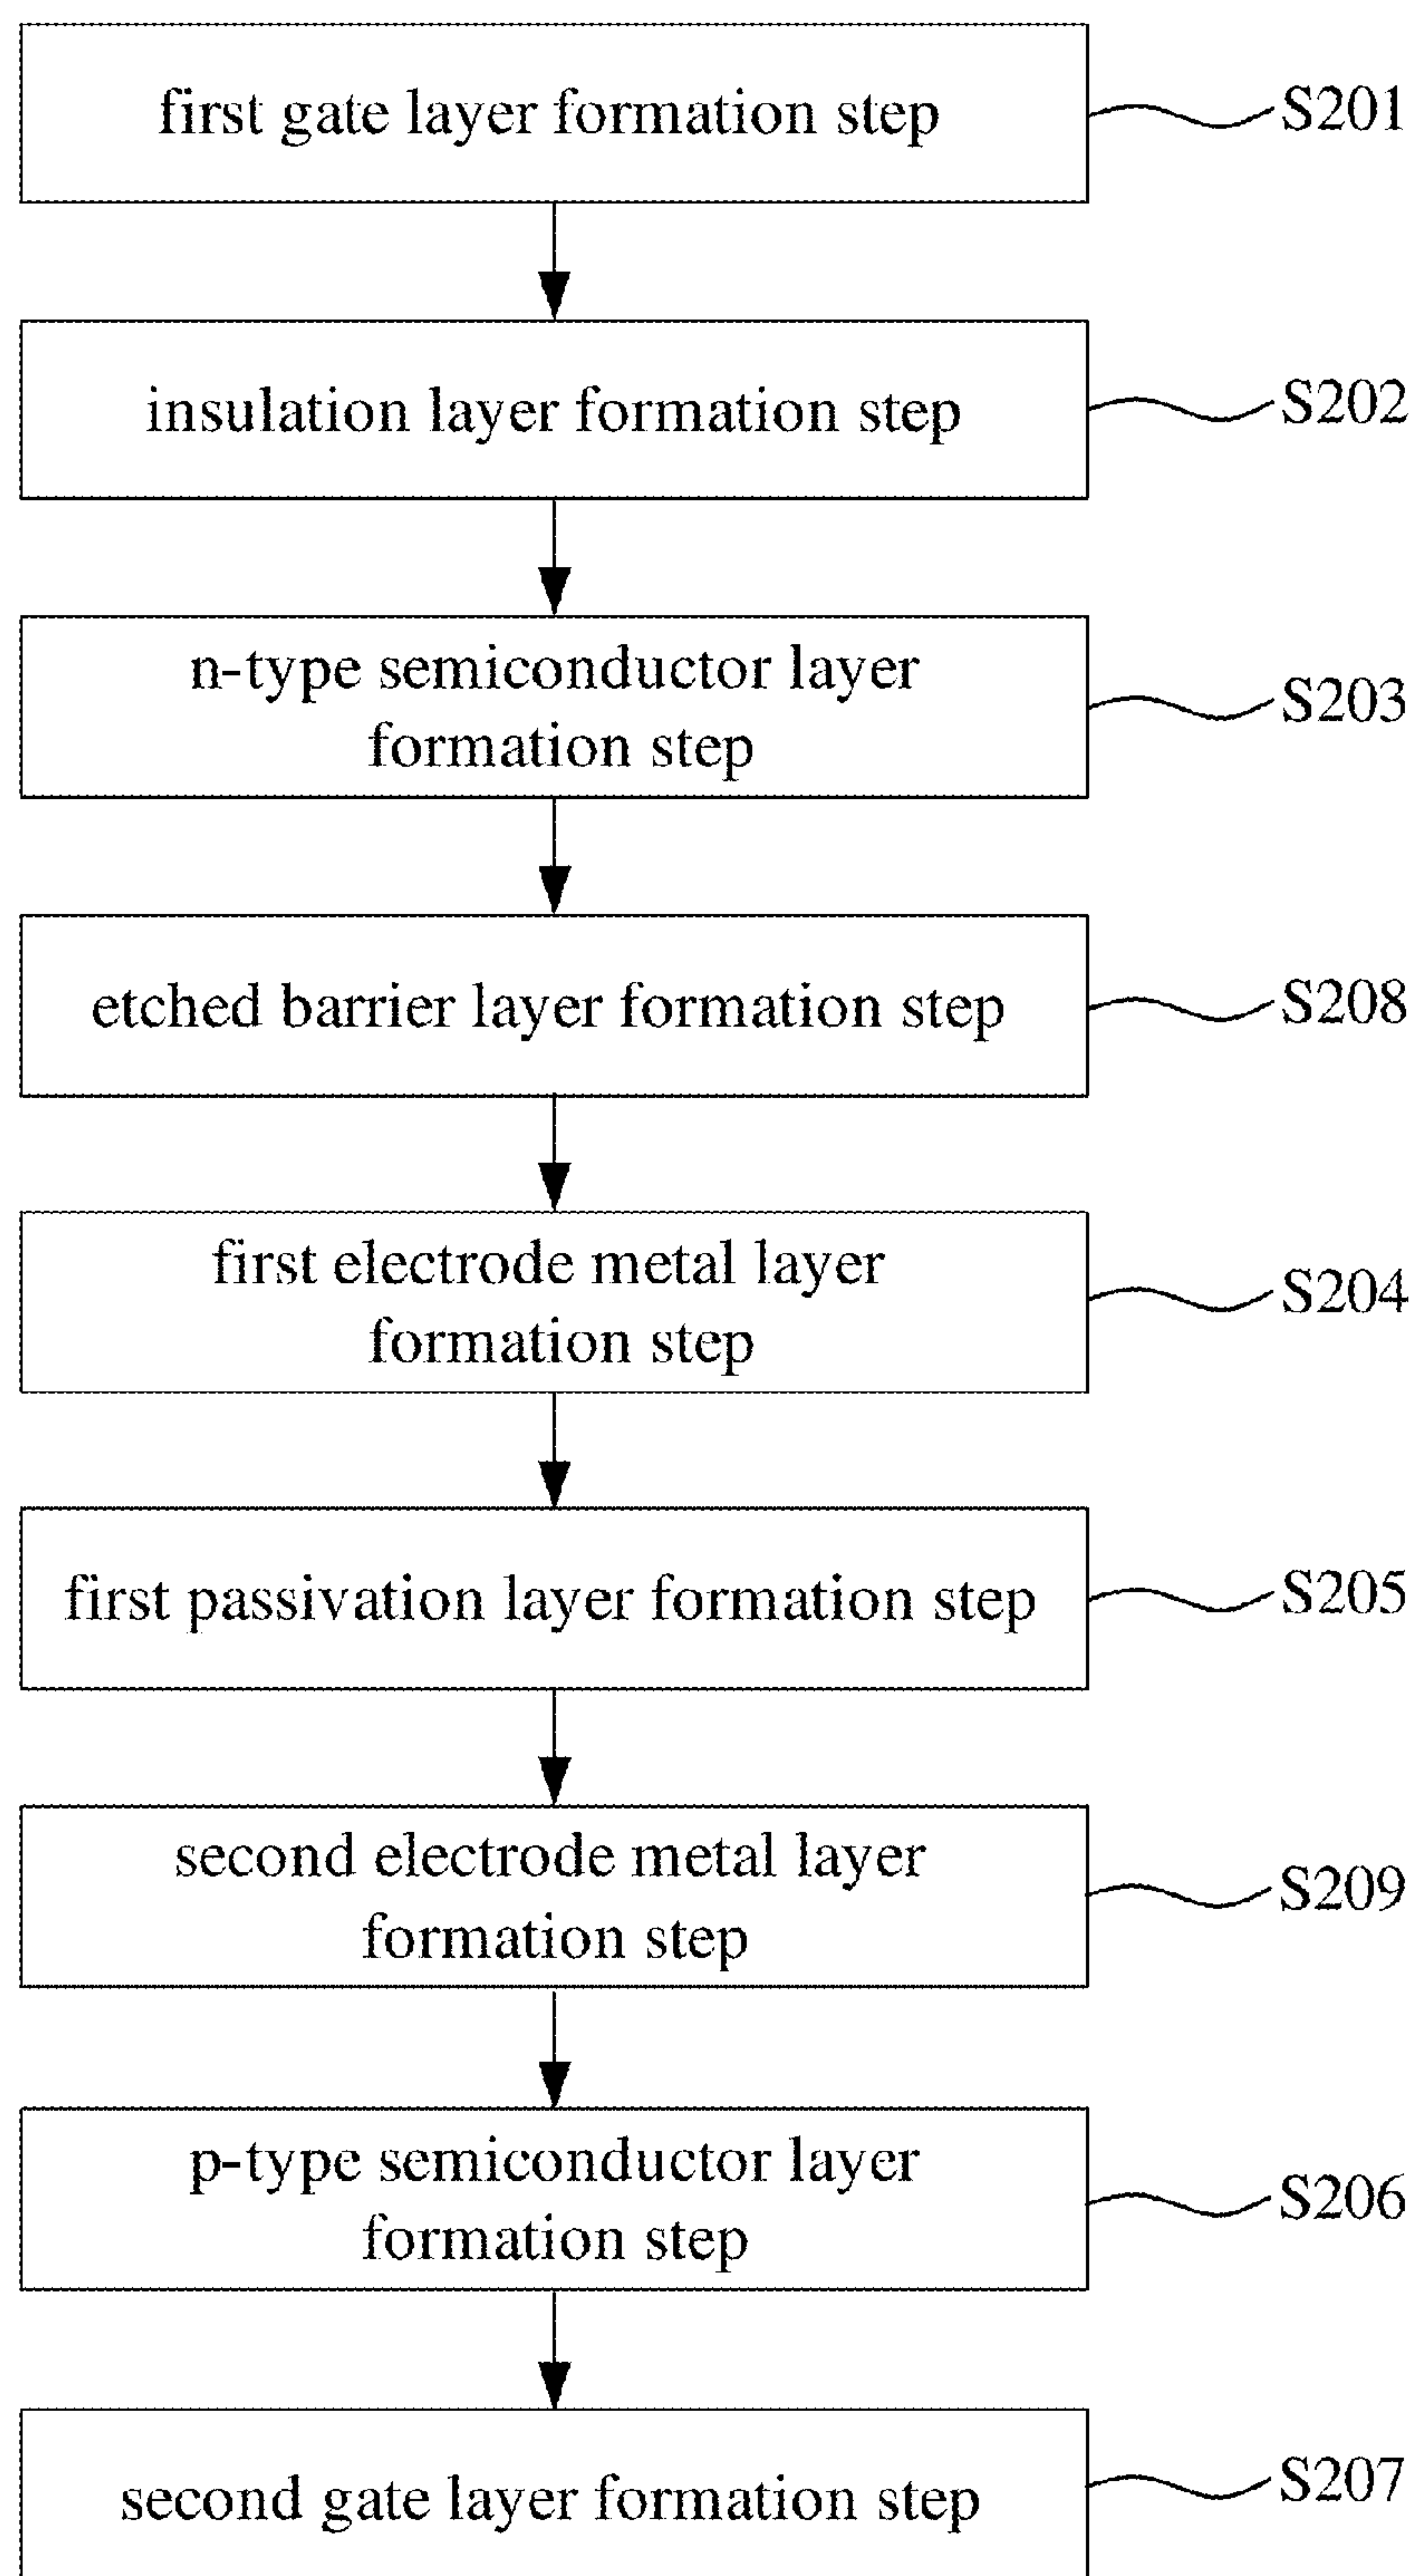 first gate layer formation step
S201
insulation layer formation step
S202
n-type semiconductor layer
formation step
S203
etched barrier layer formation step
S208
first electrode metal layer
formation step
S204
first passivation layer formation step
S205
second electrode metal layer
formation step
S209
p-type semiconductor layer
formation step
S206
second gate layer formation step
S207